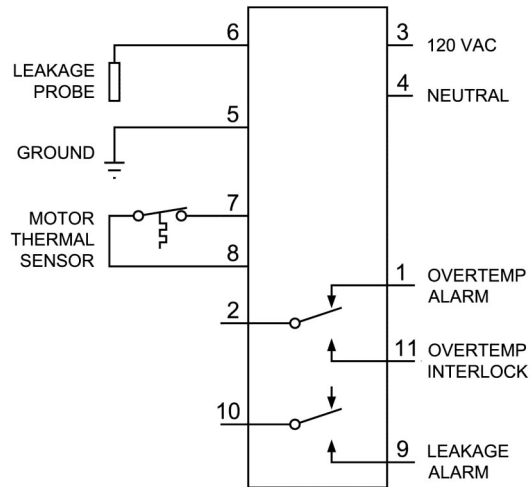 6
LEAKAGE
PROBE
5
GROUND
7
MOTOR
THERMAL
SENSOR
8
2
10
3
120 VAC
4
NEUTRAL
1
OVERTEMP
ALARM
11
OVERTEMP
INTERLOCK
9
LEAKAGE
ALARM